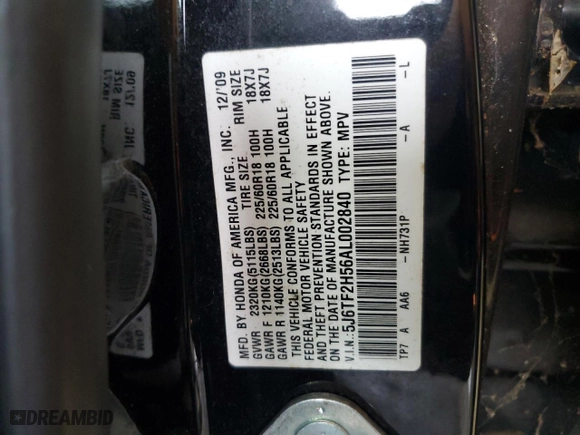 MFD. BY HONDA OF AMERICA MFG., INC. 12/'09
TIRE SIZE RIM SIZE
GVWR 2320KG(5115LBS)
GAWR F 1210KG(2668LBS) 225/60R18 100H 18X7J
GAWR R 1140KG(2513LBS) 225/60R18 100H 18X7J
THIS VEHICLE CONFORMS TO ALL APPLICABLE
FEDERAL MOTOR VEHICLE SAFETY
AND THEFT PREVENTION STANDARDS IN EFFECT
ON THE DATE OF MANUFACTURE SHOWN ABOVE.
V.I.N.: 5J6TF2H56AL002840 TYPE: MPV
TP7 A AA6 -NH731P -A -L
DREAMBID